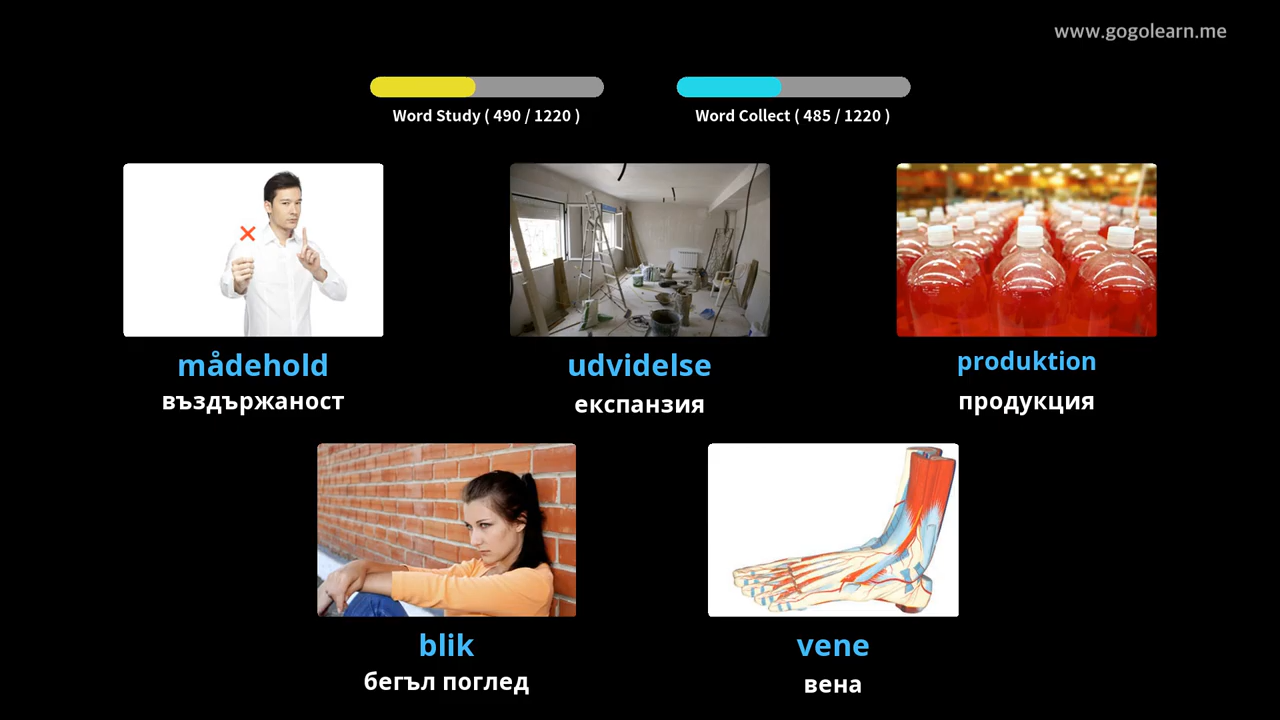 www.gogolearn.me
Word Study ( 490 / 1220 )
Word Collect ( 485 / 1220 )
mådehold
въздържаност
udvidelse
експанзия
produktion
продукция
blik
бегъл поглед
vene
вена